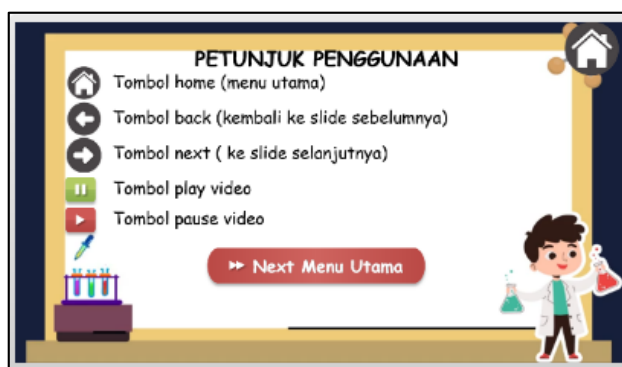 PETUNJUK PENGGUNAAN
Tombol home (menu utama)
Tombol back (kembali ke slide sebelumnya)
Tombol next ( ke slide selanjutnya)
Tombol play video
Tombol pause video
Next Menu Utama